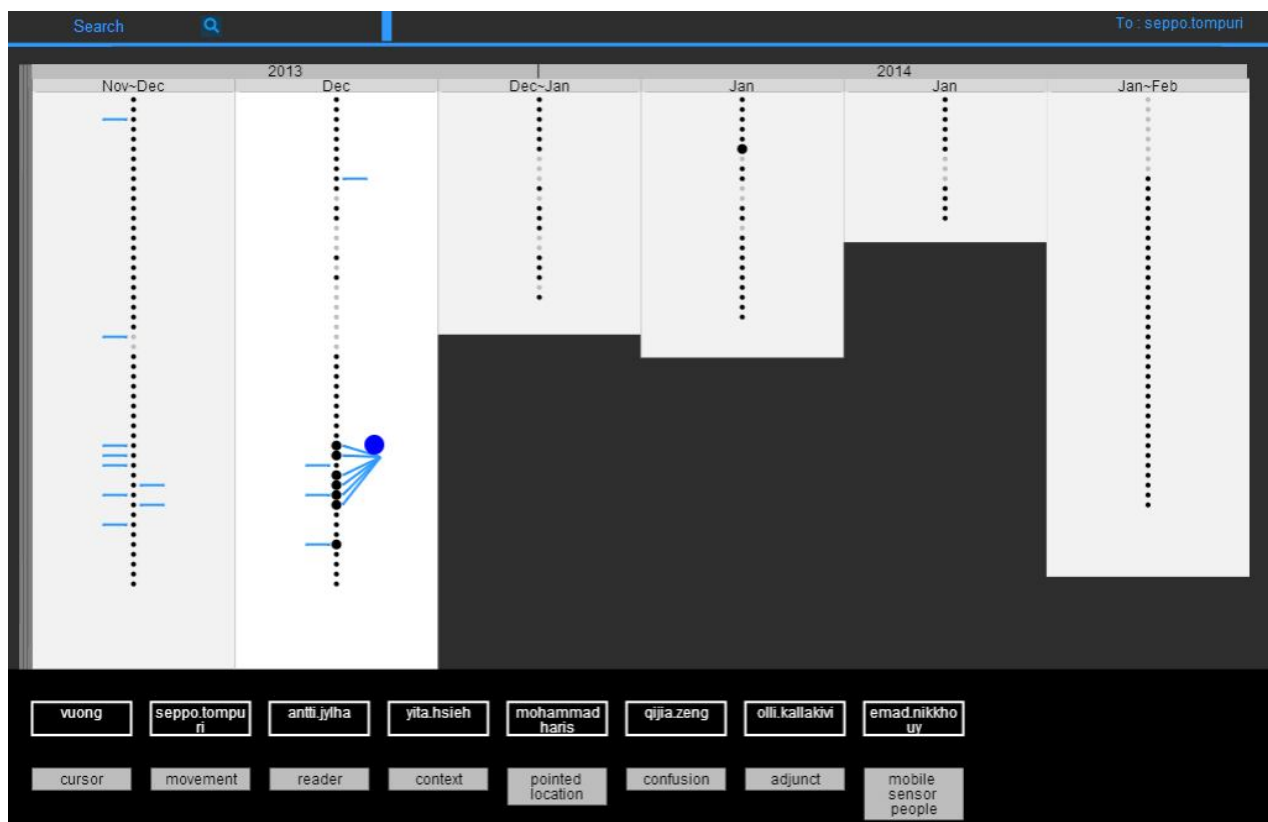 Search
To : seppo.tompuri
2013
2014
Nov~Dec
Dec
Dec~Jan
Jan
Jan
Jan~Feb
vuong
seppo.tompu
ri
antti.jylha
yita.hsieh
mohammad
haris
qijia.zeng
olli.kallakivi
emad.nikkho
uy
cursor
movement
reader
context
pointed
location
confusion
adjunct
mobile
sensor
people